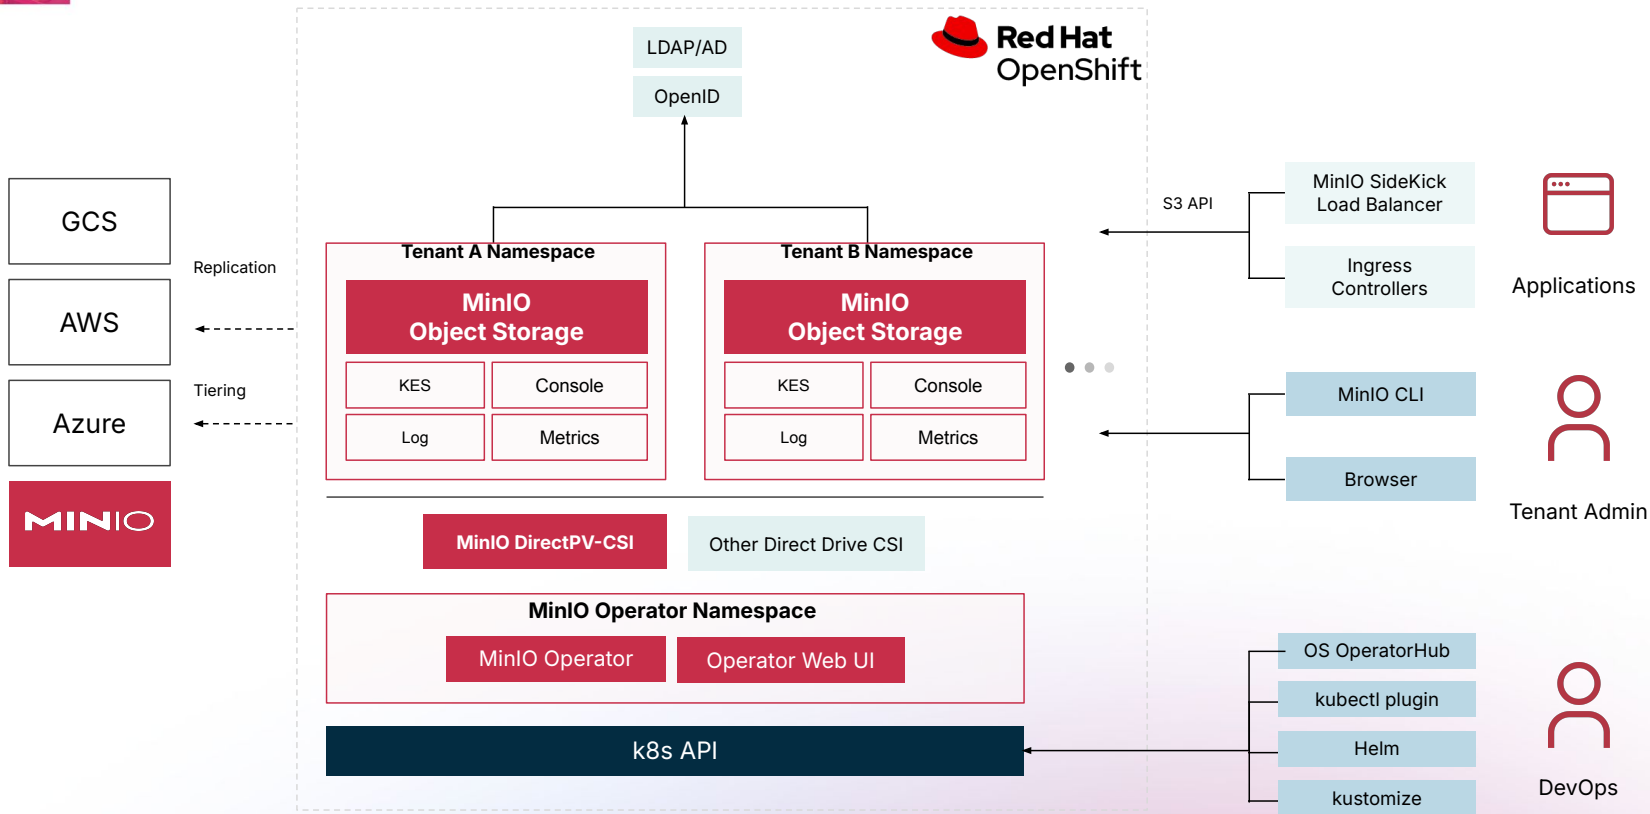 LDAP/AD
OpenID
Red Hat
OpenShift
GCS
AWS
Azure
MINIO
Replication
Tiering
Tenant A Namespace
MinIO
Object Storage
KES
Console
Log
Metrics
Tenant B Namespace
MinIO
Object Storage
KES
Console
Log
Metrics
MinIO DirectPV-CSI
Other Direct Drive CSI
MinIO Operator Namespace
MinIO Operator
Operator Web UI
k8s API
S3 API
MinIO SideKick
Load Balancer
Ingress
Controllers
Applications
MinIO CLI
Browser
Tenant Admin
OS OperatorHub
kubectl plugin
Helm
kustomize
DevOps